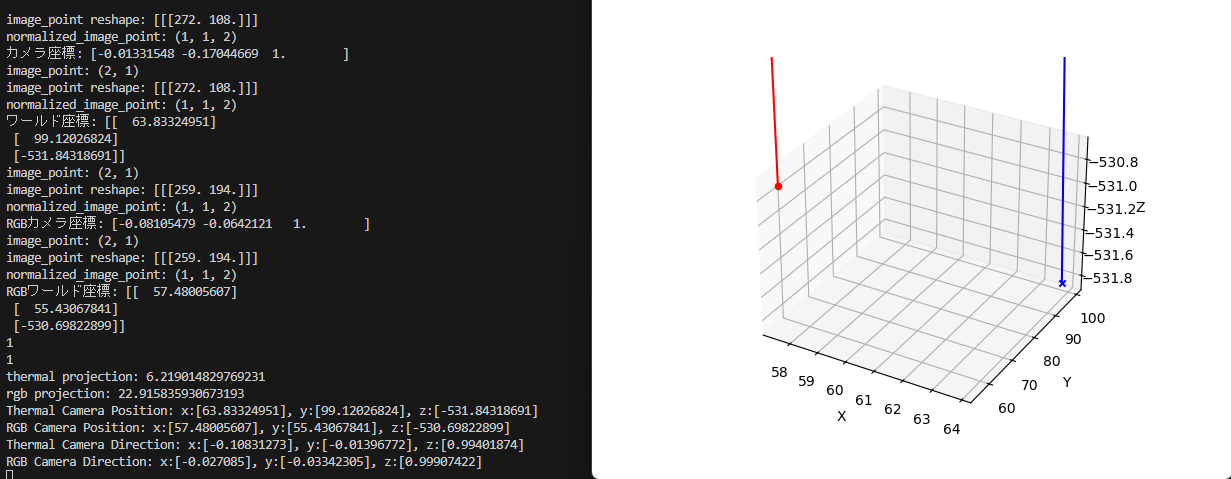 image_point reshape: [[[272. 108.]]]
normalized_image_point: (1, 1, 2)
カメラ座標: [-0.01331548 -0.17044669  1.        ]
image_point: (2, 1)
image_point reshape: [[[272. 108.]]]
normalized_image_point: (1, 1, 2)
ワールド座標: [[  63.83324951]
 [  99.12026824]
 [-531.84318691]]
image_point: (2, 1)
image_point reshape: [[[259. 194.]]]
normalized_image_point: (1, 1, 2)
RGBカメラ座標: [-0.08105479 -0.0642121   1.        ]
image_point: (2, 1)
image_point reshape: [[[259. 194.]]]
normalized_image_point: (1, 1, 2)
RGBワールド座標: [[  57.48005607]
 [  55.43067841]
 [-530.69822899]]
1
1
thermal projection: 6.219014829769231
rgb projection: 22.915835930673193
Thermal Camera Position: x:[63.83324951], y:[99.12026824], z:[-531.84318691]
RGB Camera Position: x:[57.48005607], y:[55.43067841], z:[-530.69822899]
Thermal Camera Direction: x:[-0.10831273], y:[-0.01396772], z:[0.99401874]
RGB Camera Direction: x:[-0.027085], y:[-0.03342305], z:[0.99907422]
−530.8
−531.0
−531.2
Z
−531.4
−531.6
−531.8
100
90
80
70
60
Y
58
59
60
61
62
63
64
X